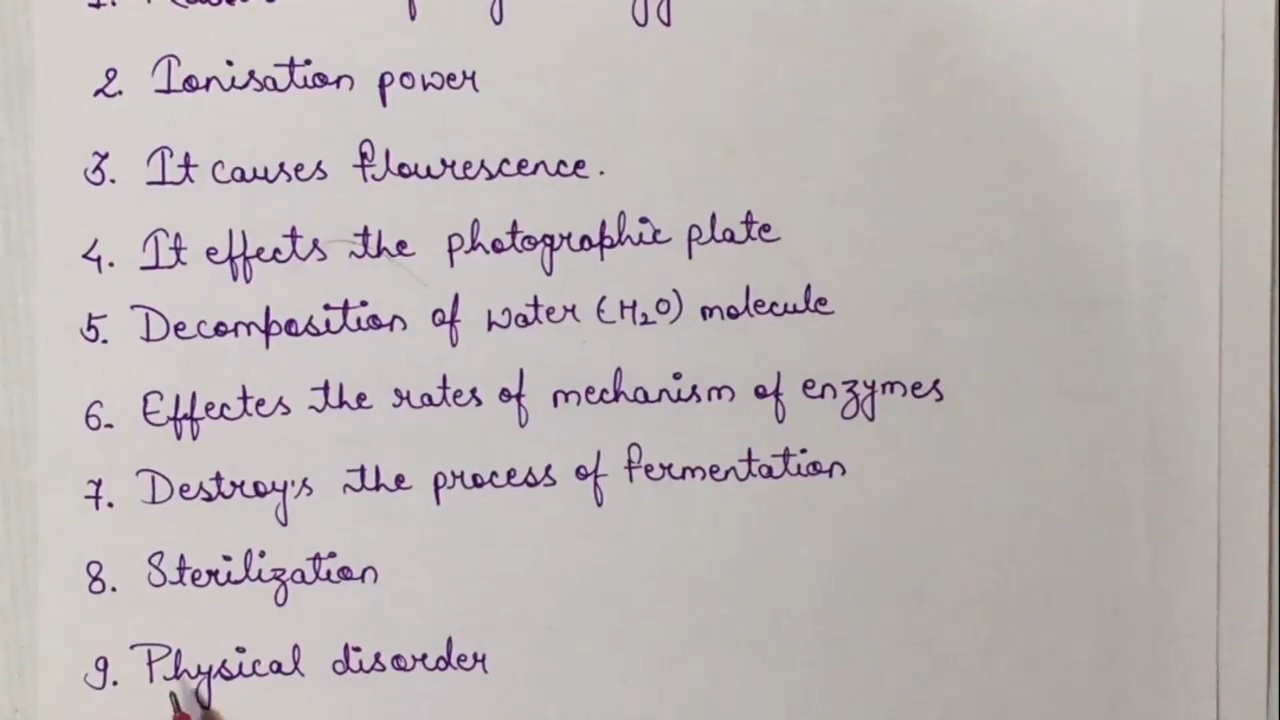 1.
2. Ionisation power
3. It causes flourescence.
4. It effects the photographic plate
5. Decomposition of water (H₂O) molecule
6. Effectes the rates of mechanism of enzymes
7. Destroy's the process of fermentation
8. Sterilization
9. Physical disorder